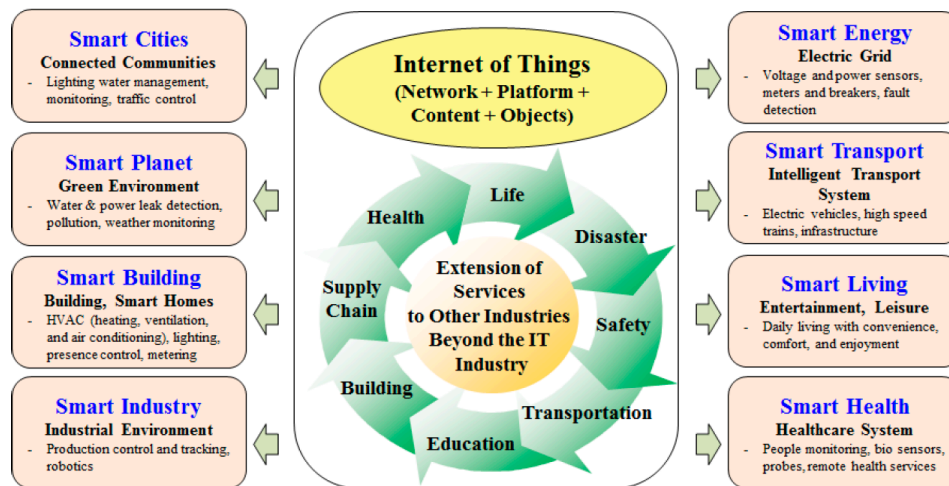 Smart Cities
Connected Communities
- Lighting water management,
monitoring, traffic control
Smart Planet
Green Environment
- Water & power leak detection,
pollution, weather monitoring
Smart Building
Building, Smart Homes
- HVAC (heating, ventilation,
and air conditioning), lighting,
presence control, metering
Smart Industry
Industrial Environment
- Production control and tracking,
robotics
Internet of Things
(Network + Platform +
Content + Objects)
Life
Disaster
Safety
Transportation
Education
Building
Supply
Chain
Health
Extension of
Services
to Other Industries
Beyond the IT
Industry
Smart Energy
Electric Grid
- Voltage and power sensors,
meters and breakers, fault
detection
Smart Transport
Intelligent Transport
System
- Electric vehicles, high speed
trains, infrastructure
Smart Living
Entertainment, Leisure
- Daily living with convenience,
comfort, and enjoyment
Smart Health
Healthcare System
- People monitoring, bio sensors,
probes, remote health services